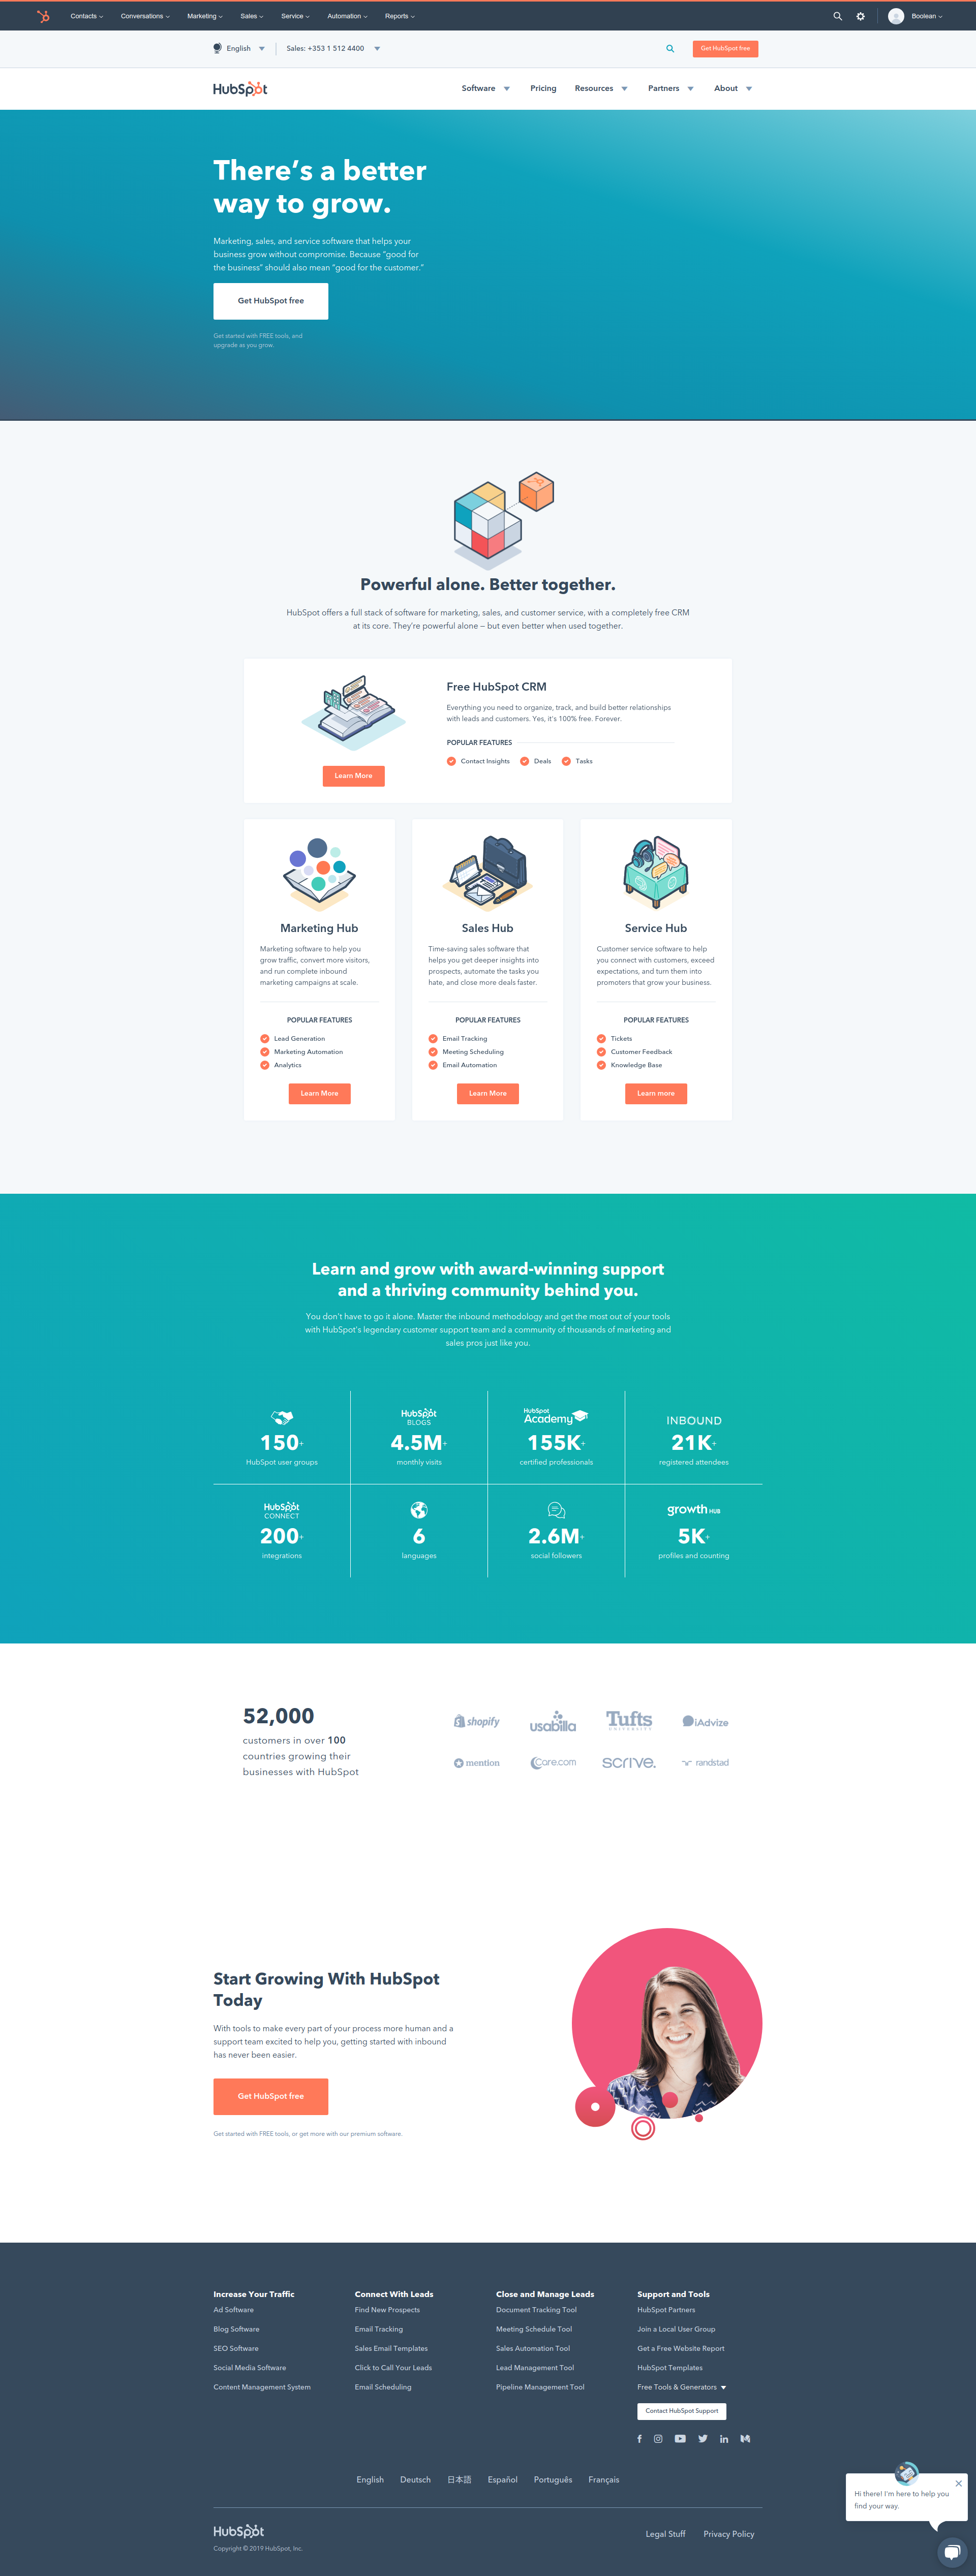 Contacts Conversations Marketing Sales Service Automation Reports Boolean
English Sales: +353 1 512 4400 Get HubSpot free
HubSpot Software Pricing Resources Partners About
There's a better
way to grow.
Marketing, sales, and service software that helps your
business grow without compromise. Because “good for
the business” should also mean “good for the customer.”
Get HubSpot free
Get started with FREE tools, and
upgrade as you grow.
Powerful alone. Better together.
HubSpot offers a full stack of software for marketing, sales, and customer service, with a completely free CRM
at its core. They're powerful alone — but even better when used together.
Free HubSpot CRM
Everything you need to organize, track, and build better relationships
with leads and customers. Yes, it's 100% free. Forever.
POPULAR FEATURES
Contact Insights Deals Tasks
Learn More
Marketing Hub
Marketing software to help you
grow traffic, convert more visitors,
and run complete inbound
marketing campaigns at scale.
POPULAR FEATURES
Lead Generation
Marketing Automation
Analytics
Learn More
Sales Hub
Time-saving sales software that
helps you get deeper insights into
prospects, automate the tasks you
hate, and close more deals faster.
POPULAR FEATURES
Email Tracking
Meeting Scheduling
Email Automation
Learn More
Service Hub
Customer service software to help
you connect with customers, exceed
expectations, and turn them into
promoters that grow your business.
POPULAR FEATURES
Tickets
Customer Feedback
Knowledge Base
Learn more
Learn and grow with award-winning support
and a thriving community behind you.
You don't have to go it alone. Master the inbound methodology and get the most out of your tools
with HubSpot's legendary customer support team and a community of thousands of marketing and
sales pros just like you.
150+
HubSpot user groups
HubSpot
BLOGS
4.5M+
monthly visits
HubSpot
Academy
155K+
certified professionals
INBOUND
21K+
registered attendees
HubSpot
CONNECT
200+
integrations
6
languages
2.6M+
social followers
growth HUB
5K+
profiles and counting
52,000
customers in over 100
countries growing their
businesses with HubSpot
shopify usabilla Tufts UNIVERSITY iAdvize
mention Care.com SCRIVE. randstad
Start Growing With HubSpot
Today
With tools to make every part of your process more human and a
support team excited to help you, getting started with inbound
has never been easier.
Get HubSpot free
Get started with FREE tools, or get more with our premium software.
Increase Your Traffic
Ad Software
Blog Software
SEO Software
Social Media Software
Content Management System
Connect With Leads
Find New Prospects
Email Tracking
Sales Email Templates
Click to Call Your Leads
Email Scheduling
Close and Manage Leads
Document Tracking Tool
Meeting Schedule Tool
Sales Automation Tool
Lead Management Tool
Pipeline Management Tool
Support and Tools
HubSpot Partners
Join a Local User Group
Get a Free Website Report
HubSpot Templates
Free Tools & Generators
Contact HubSpot Support
English Deutsch 日本語 Español Português Français
Hi there! I'm here to help you
find your way.
HubSpot
Copyright © 2019 HubSpot, Inc.
Legal Stuff Privacy Policy